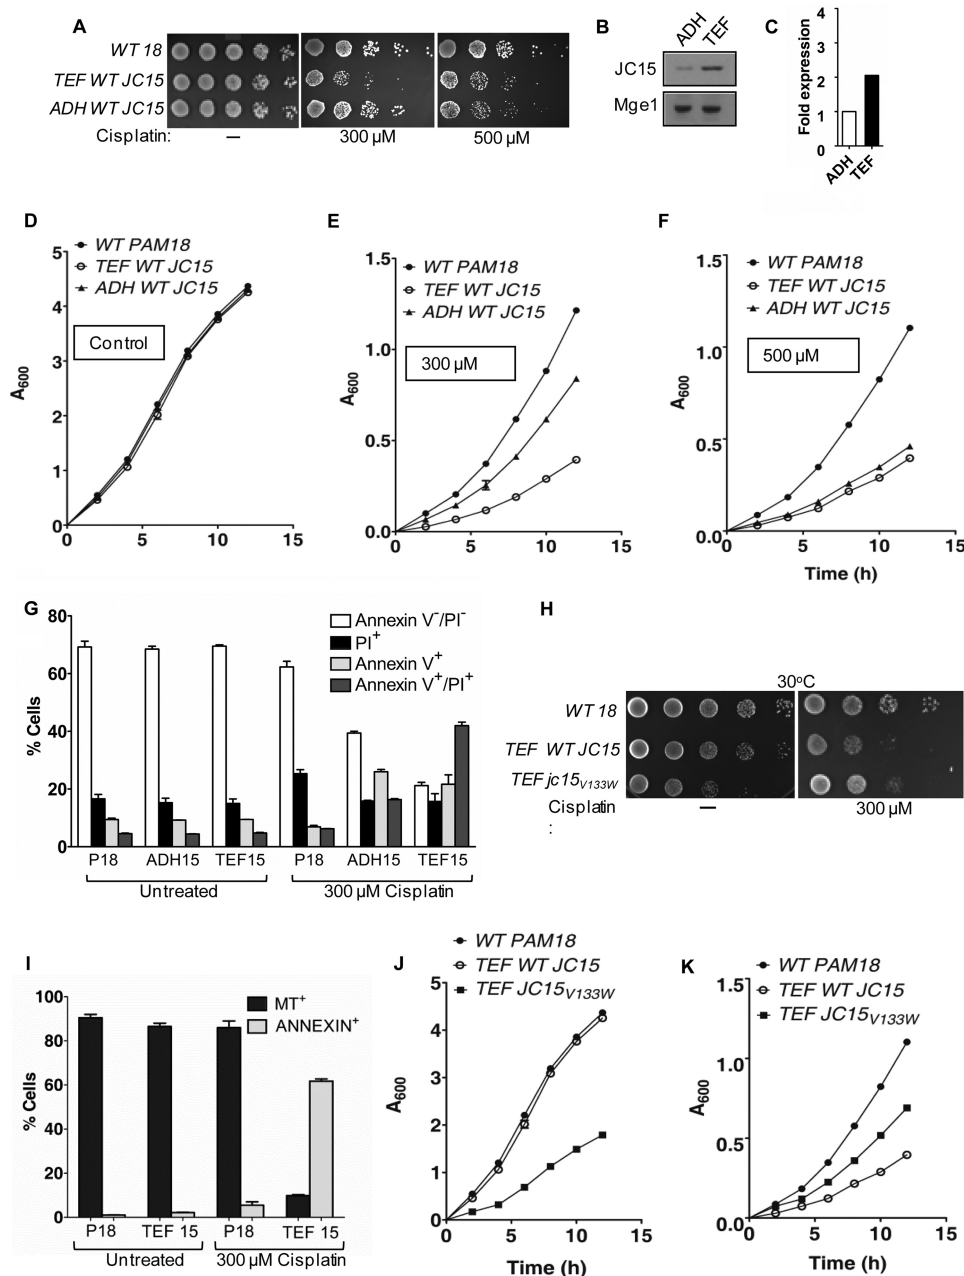 A
WT 18
TEF WT JC15
ADH WT JC15
Cisplatin:
–
300 µM
500 µM
B
ADH
TEF
JC15
Mge1
C
Fold expression
4
3
2
1
0
ADH
TEF
D
WT PAM18
TEF WT JC15
ADH WT JC15
Control
A600
5
4
3
2
1
0
0 5 10 15
E
WT PAM18
TEF WT JC15
ADH WT JC15
300 µM
A600
1.5
1.0
0.5
0.0
0 5 10 15
F
WT PAM18
TEF WT JC15
ADH WT JC15
500 µM
A600
1.5
1.0
0.5
0.0
0 5 10 15
Time (h)
G
Annexin V-/PI-
PI+
Annexin V+
Annexin V+/PI+
% Cells
80
60
40
20
0
P18 ADH15 TEF15 P18 ADH15 TEF15
Untreated
300 µM Cisplatin
H
30oC
WT 18
TEF WT JC15
TEF jc15V133W
Cisplatin
:
–
300 µM
I
MT+
ANNEXIN+
% Cells
100
80
60
40
20
0
P18 TEF 15 P18 TEF 15
Untreated
300 µM Cisplatin
J
WT PAM18
TEF WT JC15
TEF JC15V133W
A600
5
4
3
2
1
0
0 5 10 15
Time (h)
K
WT PAM18
TEF WT JC15
TEF JC15V133W
A600
1.5
1.0
0.5
0.0
0 5 10 15
Time (h)